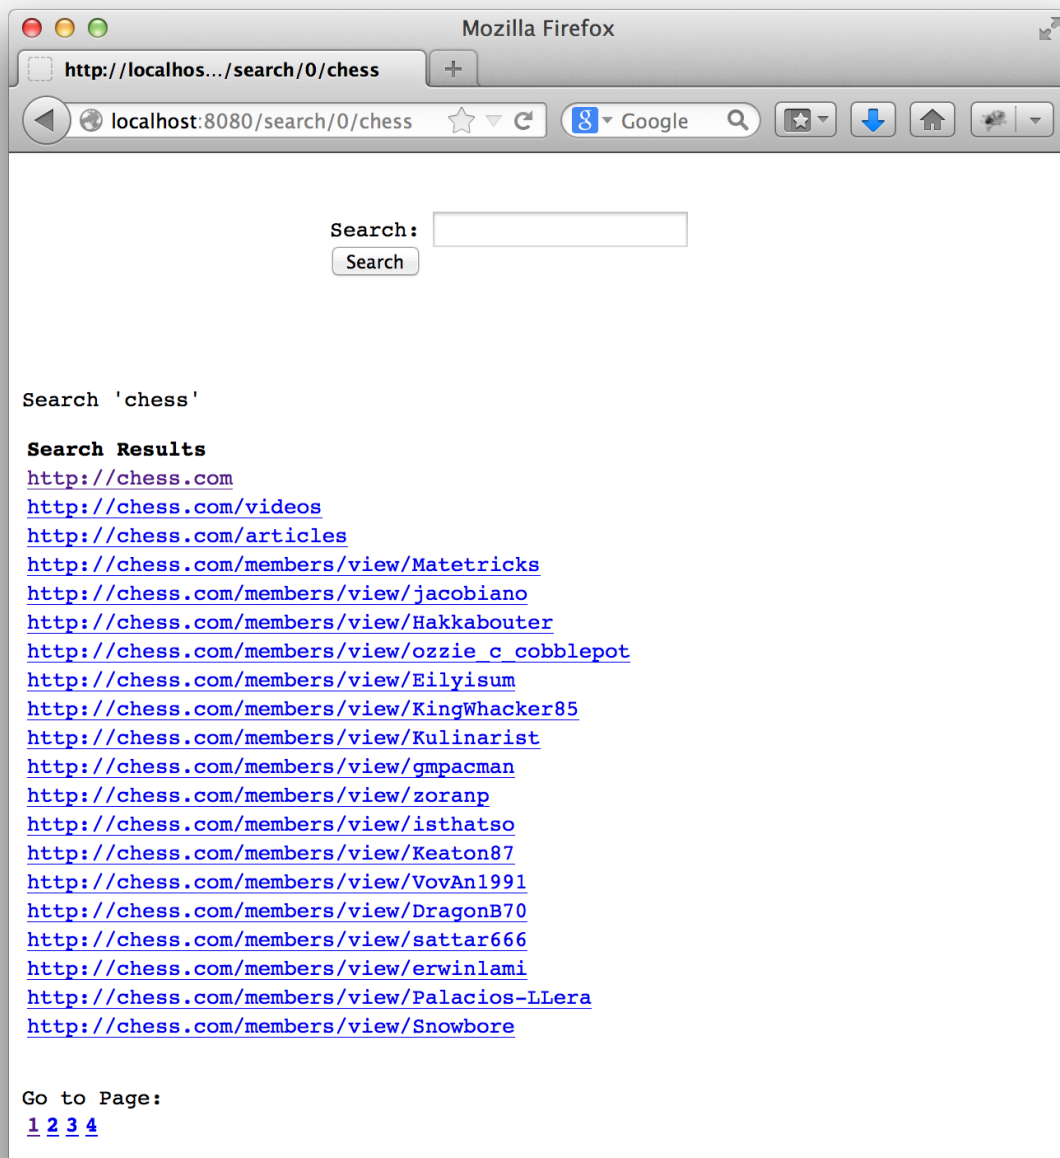 Mozilla Firefox
http://localhos.../search/0/chess
localhost:8080/search/0/chess
8 Google
Search:
Search
Search 'chess'
Search Results
http://chess.com
http://chess.com/videos
http://chess.com/articles
http://chess.com/members/view/Matetricks
http://chess.com/members/view/jacobiano
http://chess.com/members/view/Hakkabouter
http://chess.com/members/view/ozzie_c_cobblepot
http://chess.com/members/view/Eilyisum
http://chess.com/members/view/KingWhacker85
http://chess.com/members/view/Kulinarist
http://chess.com/members/view/gmpacman
http://chess.com/members/view/zoranp
http://chess.com/members/view/isthatso
http://chess.com/members/view/Keaton87
http://chess.com/members/view/VovAn1991
http://chess.com/members/view/DragonB70
http://chess.com/members/view/sattar666
http://chess.com/members/view/erwinlami
http://chess.com/members/view/Palacios-LLera
http://chess.com/members/view/Snowbore
Go to Page:
1 2 3 4